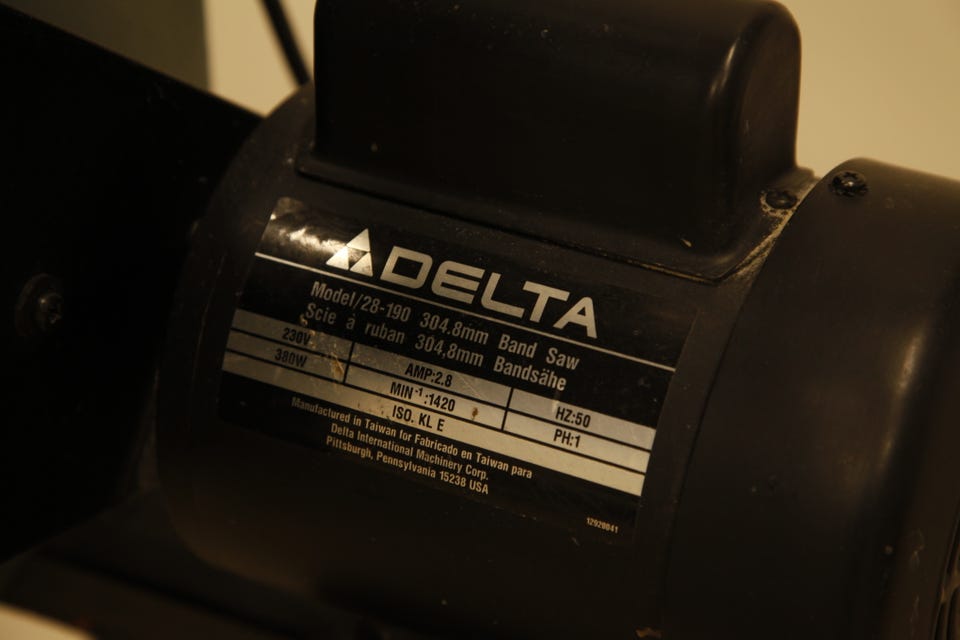 DELTA
Model/28-190 304.8mm Band Saw
Scie à ruban 304,8mm Bandsähe
230V AMP:2.8 HZ:50
380W MIN-1:1420 PH:1
ISO. KL E
Manufactured in Taiwan for Fabricado en Taiwan para
Delta International Machinery Corp.
Pittsburgh, Pennsylvania 15238 USA
12920041